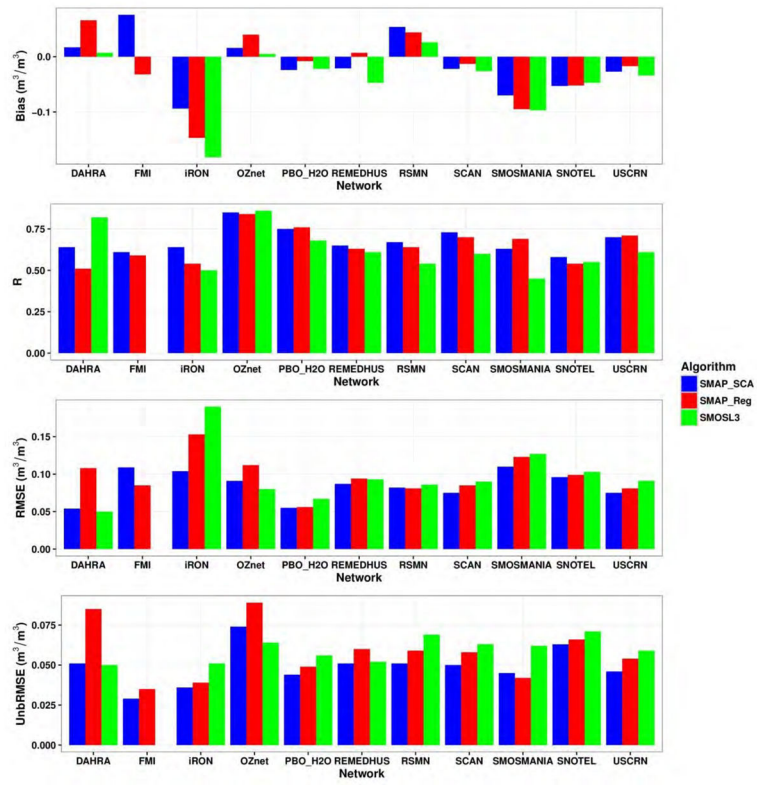 Bias (m³/m³)
0.0
−0.1
DAHRA FMI iRON OZnet PBO_H2O REMEDHUS RSMN SCAN SMOSMANIA SNOTEL USCRN
Network
R
0.75
0.50
0.25
0.00
DAHRA FMI iRON OZnet PBO_H2O REMEDHUS RSMN SCAN SMOSMANIA SNOTEL USCRN
Network
Algorithm
SMAP_SCA
SMAP_Reg
SMOSL3
RMSE (m³/m³)
0.15
0.10
0.05
0.00
DAHRA FMI iRON OZnet PBO_H2O REMEDHUS RSMN SCAN SMOSMANIA SNOTEL USCRN
Network
UnbRMSE (m³/m³)
0.075
0.050
0.025
0.000
DAHRA FMI iRON OZnet PBO_H2O REMEDHUS RSMN SCAN SMOSMANIA SNOTEL USCRN
Network